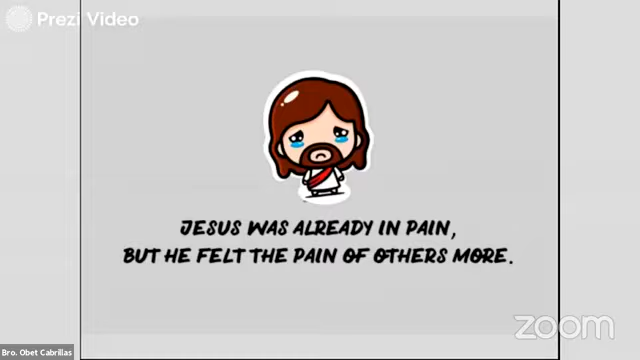 Prezi Video
JESUS WAS ALREADY IN PAIN,
BUT HE FELT THE PAIN OF OTHERS MORE.
zoom
Bro. Obet Cabrillas